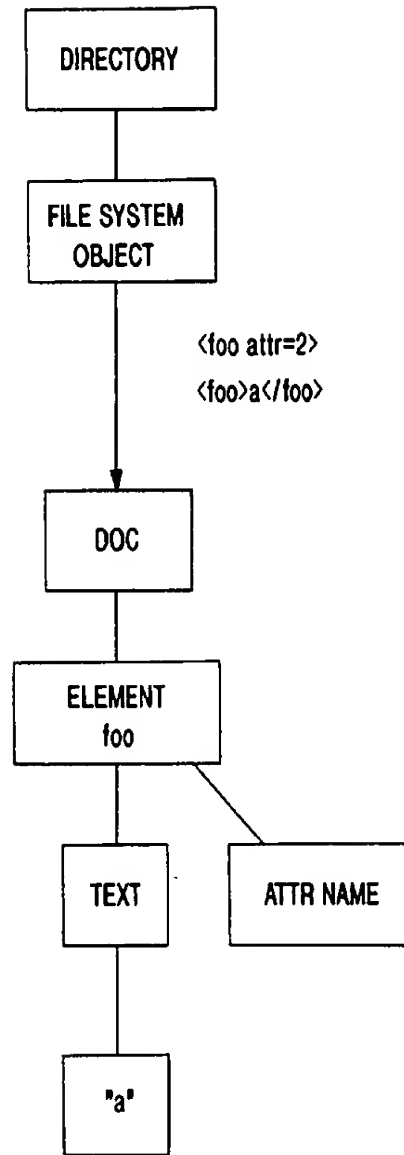 DIRECTORY
FILE SYSTEM
OBJECT
<foo attr=2>
<foo>a</foo>
DOC
ELEMENT
foo
TEXT
ATTR NAME
"a"